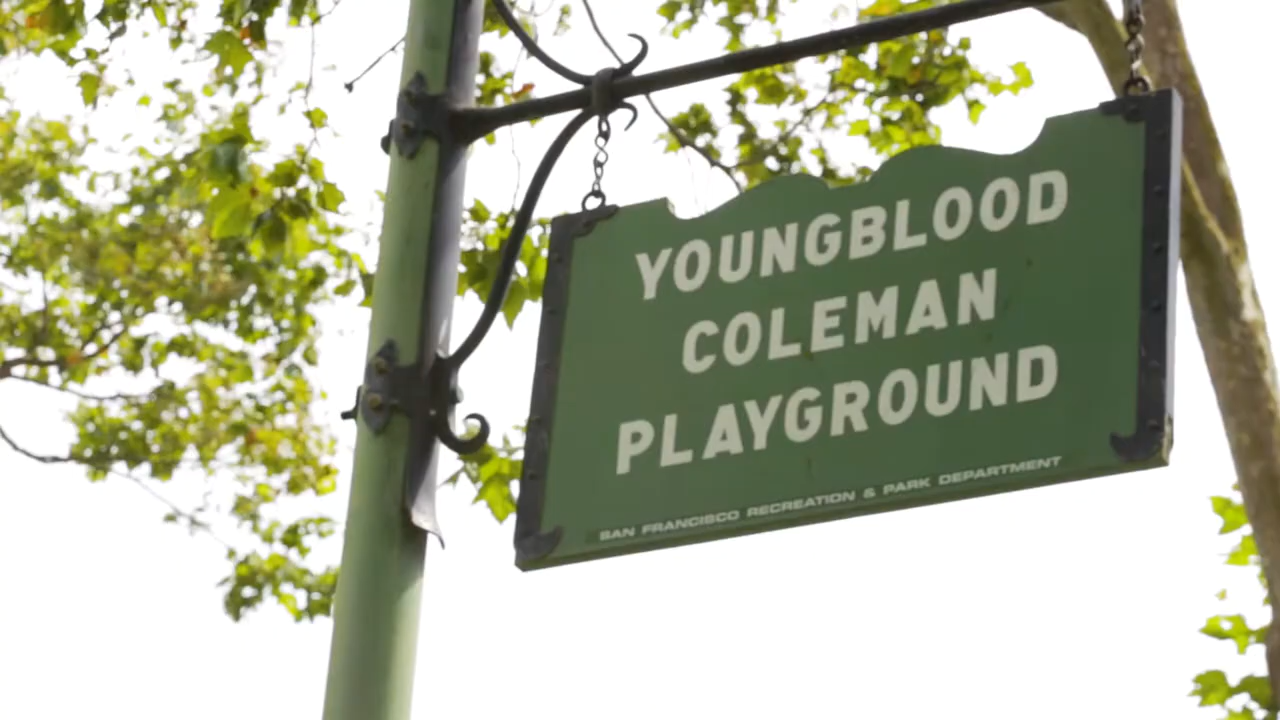 YOUNGBLOOD
COLEMAN
PLAYGROUND
SAN FRANCISCO RECREATION & PARK DEPARTMENT